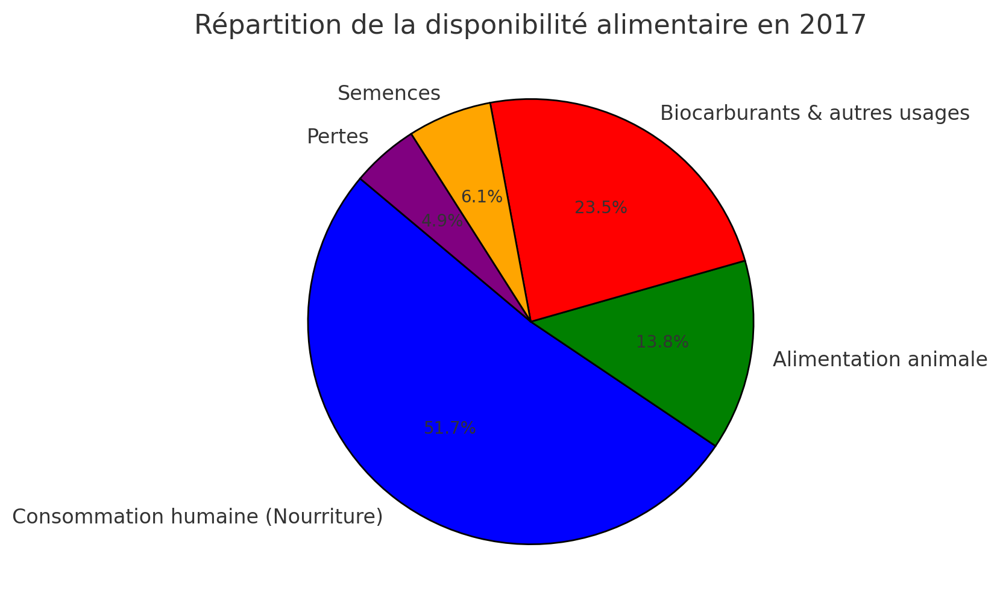 Répartition de la disponibilité alimentaire en 2017
Semences
Biocarburants & autres usages
Pertes
6.1%
23.5%
4.9%
13.8%
Alimentation animale
51.7%
Consommation humaine (Nourriture)